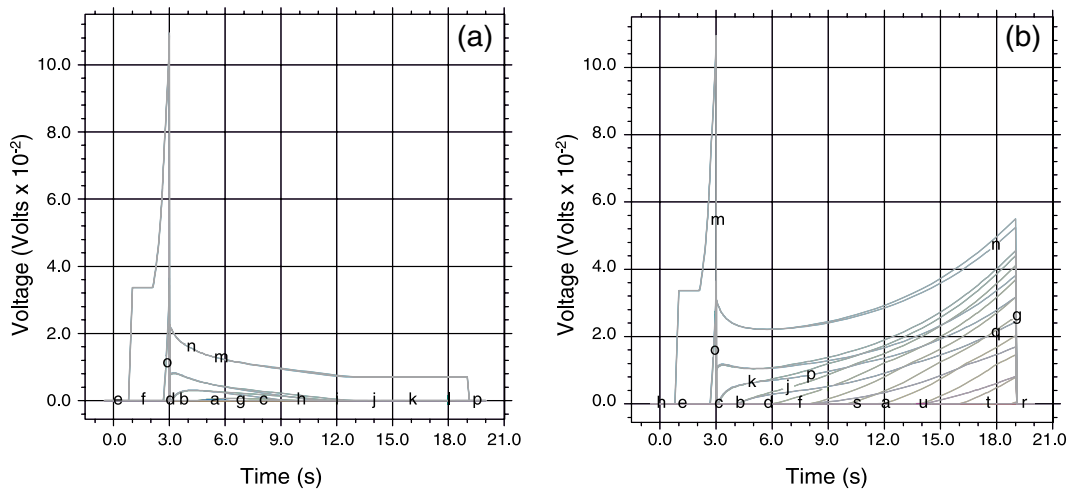 (a)
Voltage (Volts x 10-2)
10.0
8.0
6.0
4.0
2.0
0.0
n m
o
e f d b a g c h j k l p
0.0 3.0 6.0 9.0 12.0 15.0 18.0 21.0
Time (s)
(b)
Voltage (Volts x 10-2)
10.0
8.0
6.0
4.0
2.0
0.0
m
n
g
q
o
k j p
h e c b d f s a u t r
0.0 3.0 6.0 9.0 12.0 15.0 18.0 21.0
Time (s)